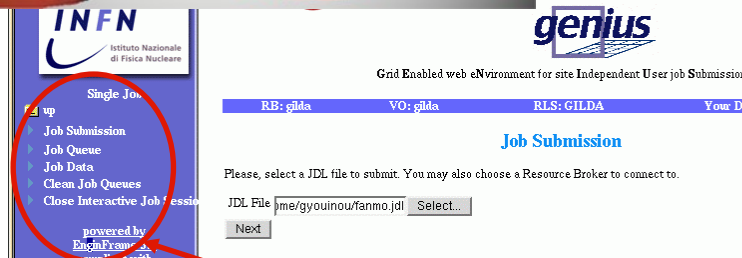 INFN
Istituto Nazionale
di Fisica Nucleare
Single Job
up
Job Submission
Job Queue
Job Data
Clean Job Queues
Close Interactive Job Sessio
powered by
EnginFrame
genius
Grid Enabled web eNvironment for site Independent User job Submission
RB: gilda VO: gilda RLS: GILDA Your D
Job Submission
Please, select a JDL file to submit. You may also choose a Resource Broker to connect to.
JDL File ome/gyouinou/fanmo.jdl Select...
Next